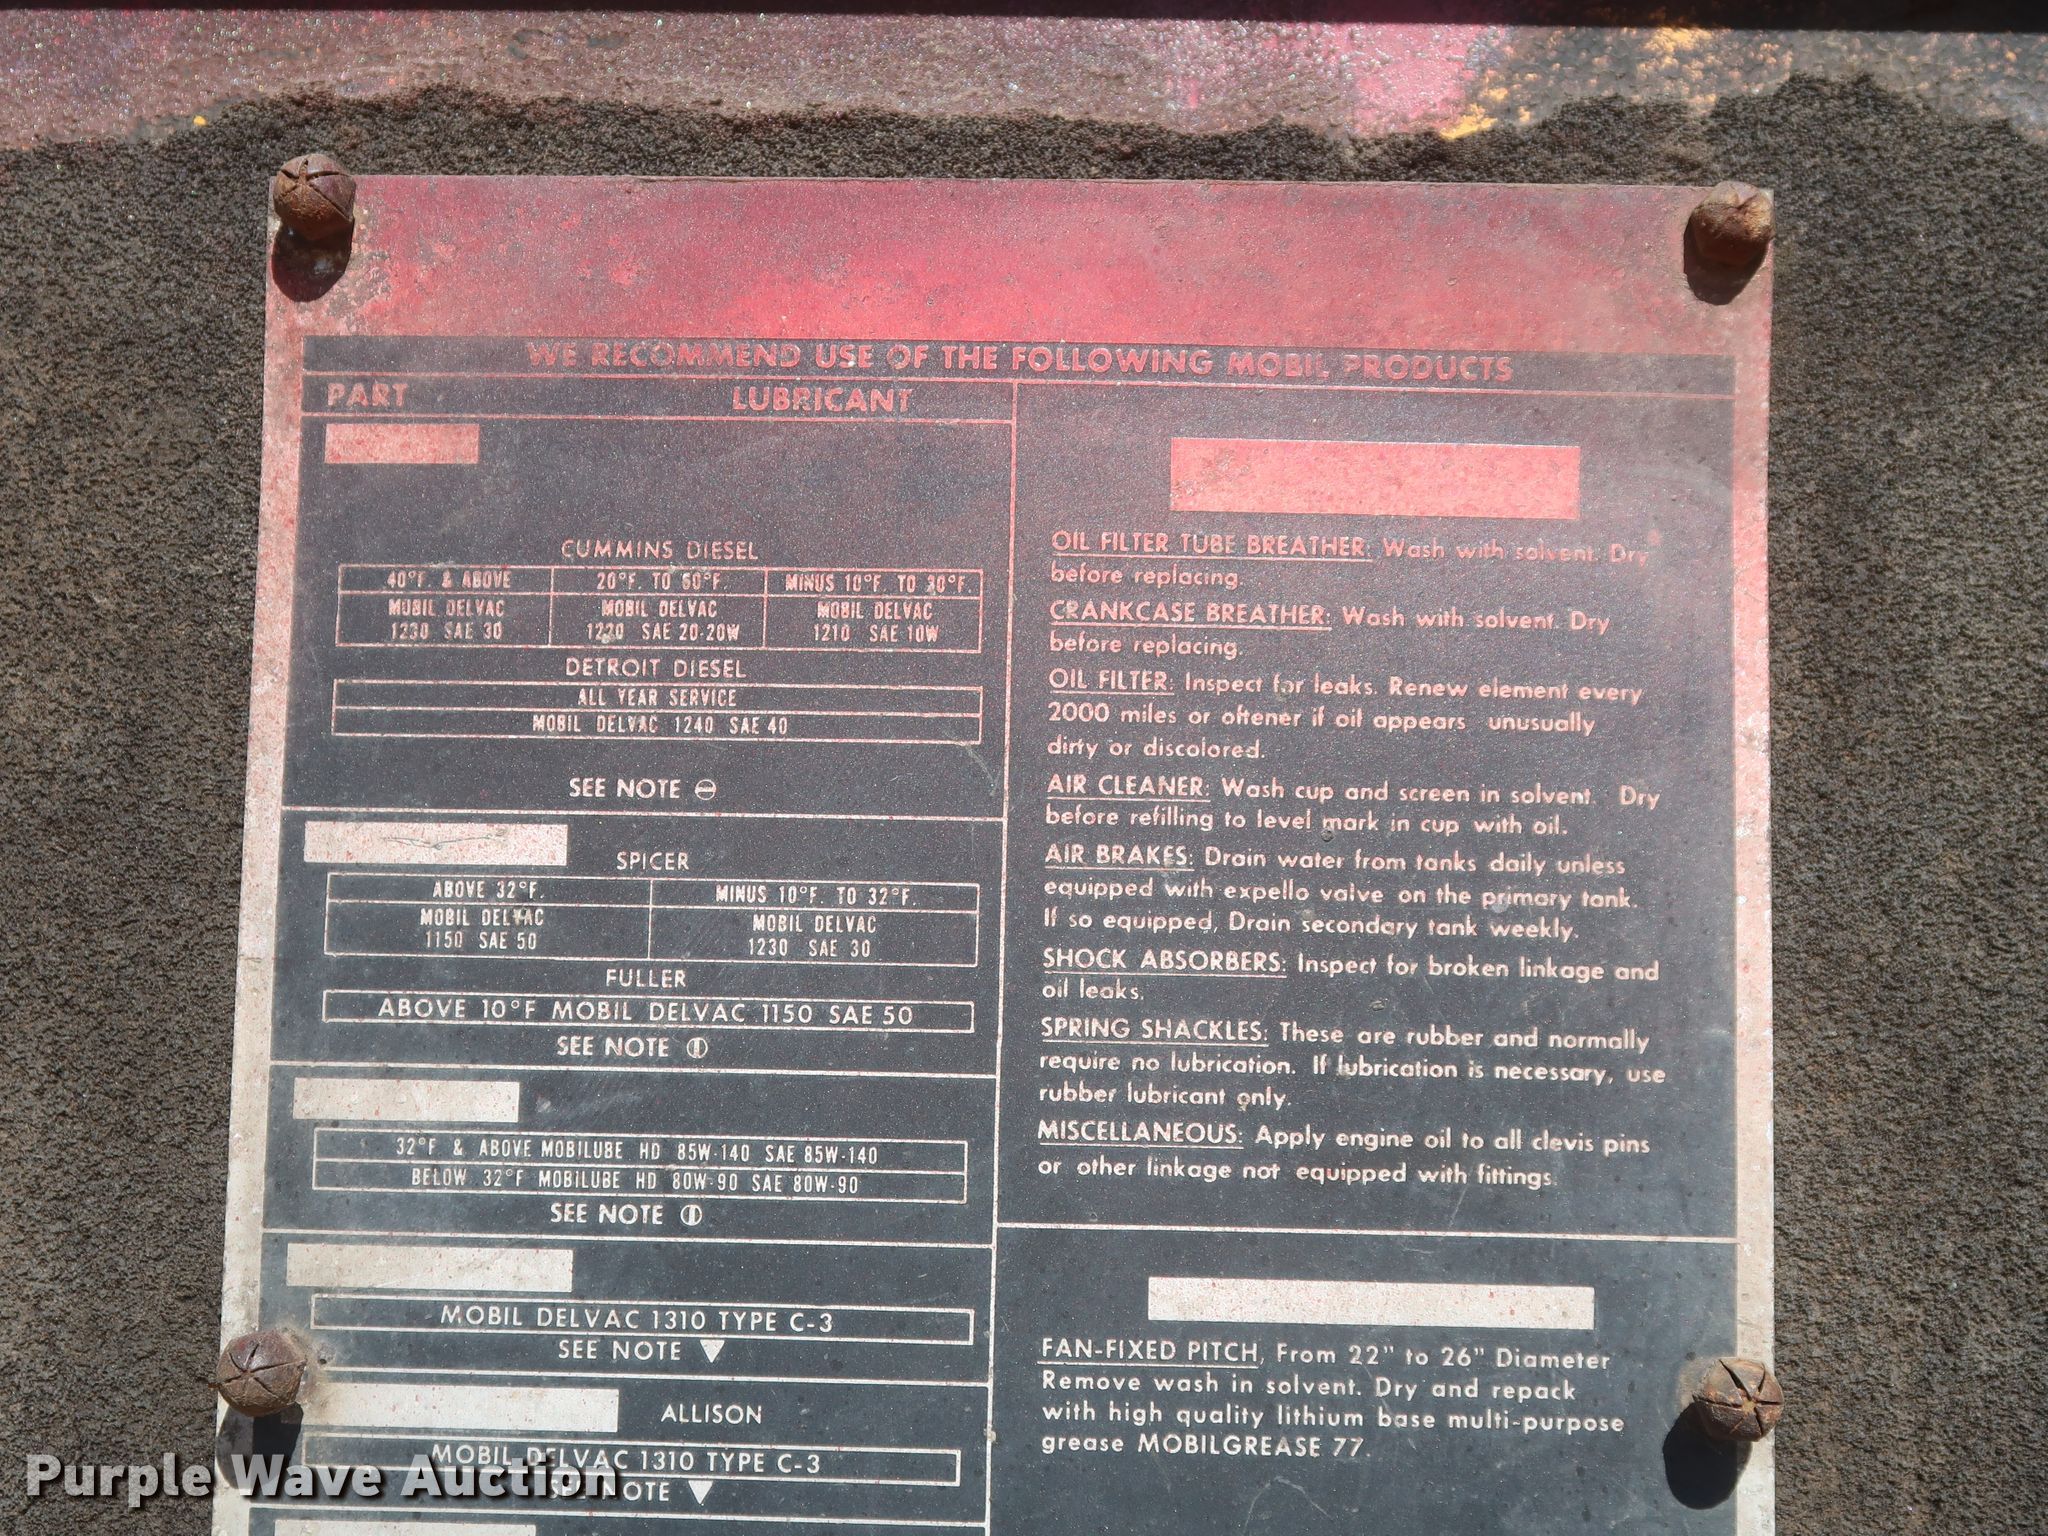 WE RECOMMEND USE OF THE FOLLOWING MOBIL PRODUCTS
PART LUBRICANT
CUMMINS DIESEL
40°F. & ABOVE 20°F. TO 60°F. MINUS 10°F. TO 30°F.
MOBIL DELVAC MOBIL DELVAC MOBIL DELVAC
1230 SAE 30 1220 SAE 20-20W 1210 SAE 10W
DETROIT DIESEL
ALL YEAR SERVICE
MOBIL DELVAC 1240 SAE 40
SEE NOTE ⊖
SPICER
ABOVE 32°F. MINUS 10°F. TO 32°F.
MOBIL DELVAC MOBIL DELVAC
1150 SAE 50 1230 SAE 30
FULLER
ABOVE 10°F MOBIL DELVAC 1150 SAE 50
SEE NOTE ⦶
32°F & ABOVE MOBILUBE HD 85W-140 SAE 85W-140
BELOW 32°F MOBILUBE HD 80W-90 SAE 80W-90
SEE NOTE ⦶
MOBIL DELVAC 1310 TYPE C-3
SEE NOTE ▼
ALLISON
MOBIL DELVAC 1310 TYPE C-3
SEE NOTE ▼
OIL FILTER TUBE BREATHER: Wash with solvent. Dry
before replacing.
CRANKCASE BREATHER: Wash with solvent. Dry
before replacing.
OIL FILTER: Inspect for leaks. Renew element every
2000 miles or oftener if oil appears unusually
dirty or discolored.
AIR CLEANER: Wash cup and screen in solvent. Dry
before refilling to level mark in cup with oil.
AIR BRAKES: Drain water from tanks daily unless
equipped with expello valve on the primary tank.
If so equipped, Drain secondary tank weekly.
SHOCK ABSORBERS: Inspect for broken linkage and
oil leaks.
SPRING SHACKLES: These are rubber and normally
require no lubrication. If lubrication is necessary, use
rubber lubricant only.
MISCELLANEOUS: Apply engine oil to all clevis pins
or other linkage not equipped with fittings.
FAN-FIXED PITCH, From 22" to 26" Diameter
Remove wash in solvent. Dry and repack
with high quality lithium base multi-purpose
grease MOBILGREASE 77.
Purple Wave Auction